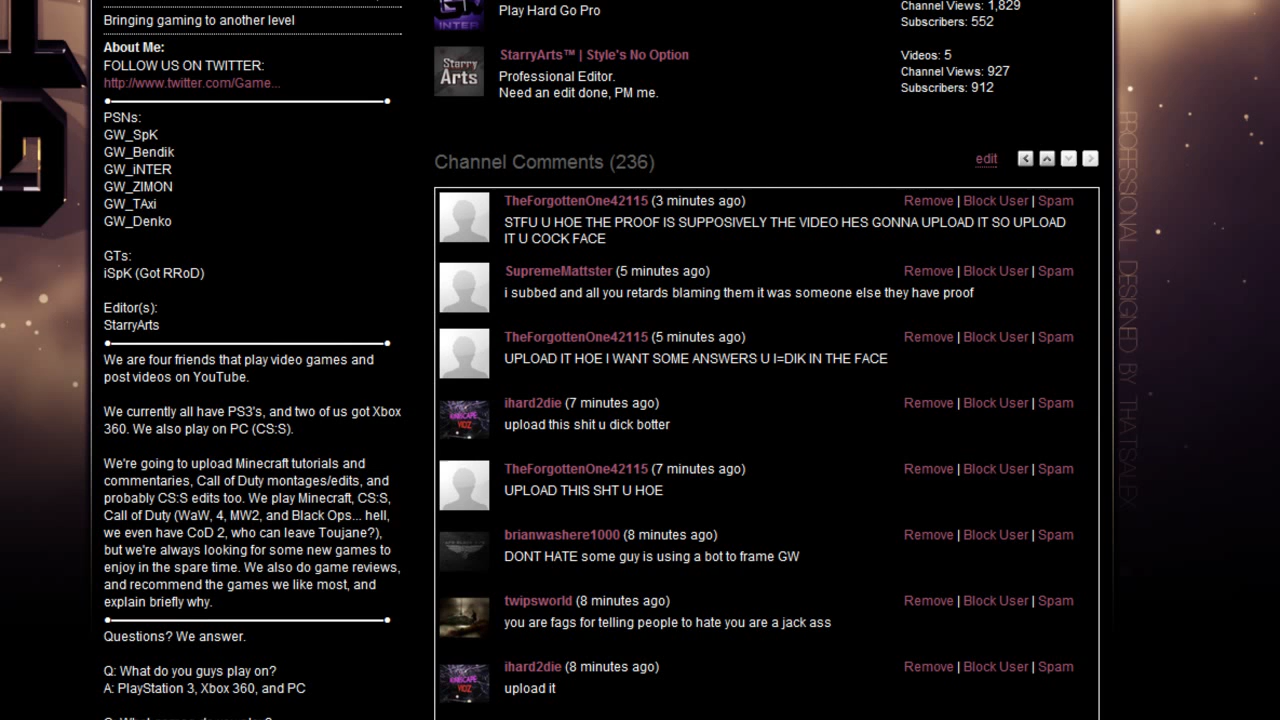 Bringing gaming to another level
About Me:
FOLLOW US ON TWITTER:
http://www.twitter.com/Game...
PSNs:
GW_SpK
GW_Bendik
GW_iNTER
GW_ZIMON
GW_TAxi
GW_Denko
GTs:
iSpK (Got RRoD)
Editor(s):
StarryArts
We are four friends that play video games and
post videos on YouTube.
We currently all have PS3's, and two of us got Xbox
360. We also play on PC (CS:S).
We're going to upload Minecraft tutorials and
commentaries, Call of Duty montages/edits, and
probably CS:S edits too. We play Minecraft, CS:S,
Call of Duty (WaW, 4, MW2, and Black Ops... hell,
we even have CoD 2, who can leave Toujane?),
but we're always looking for some new games to
enjoy in the spare time. We also do game reviews,
and recommend the games we like most, and
explain briefly why.
Questions? We answer.
Q: What do you guys play on?
A: PlayStation 3, Xbox 360, and PC
INTER
Play Hard Go Pro
Channel Views: 1,829
Subscribers: 552
Starry
Arts
StarryArts™ | Style's No Option
Professional Editor.
Need an edit done, PM me.
Videos: 5
Channel Views: 927
Subscribers: 912
Channel Comments (236)
edit
TheForgottenOne42115 (3 minutes ago) Remove | Block User | Spam
STFU U HOE THE PROOF IS SUPPOSIVELY THE VIDEO HES GONNA UPLOAD IT SO UPLOAD
IT U COCK FACE
SupremeMattster (5 minutes ago) Remove | Block User | Spam
i subbed and all you retards blaming them it was someone else they have proof
TheForgottenOne42115 (5 minutes ago) Remove | Block User | Spam
UPLOAD IT HOE I WANT SOME ANSWERS U I=DIK IN THE FACE
ihard2die (7 minutes ago) Remove | Block User | Spam
upload this shit u dick botter
TheForgottenOne42115 (7 minutes ago) Remove | Block User | Spam
UPLOAD THIS SHT U HOE
brianwashere1000 (8 minutes ago) Remove | Block User | Spam
DONT HATE some guy is using a bot to frame GW
twipsworld (8 minutes ago) Remove | Block User | Spam
you are fags for telling people to hate you are a jack ass
ihard2die (8 minutes ago) Remove | Block User | Spam
upload it
PROFESSIONAL DESIGNED BY THATSALEX